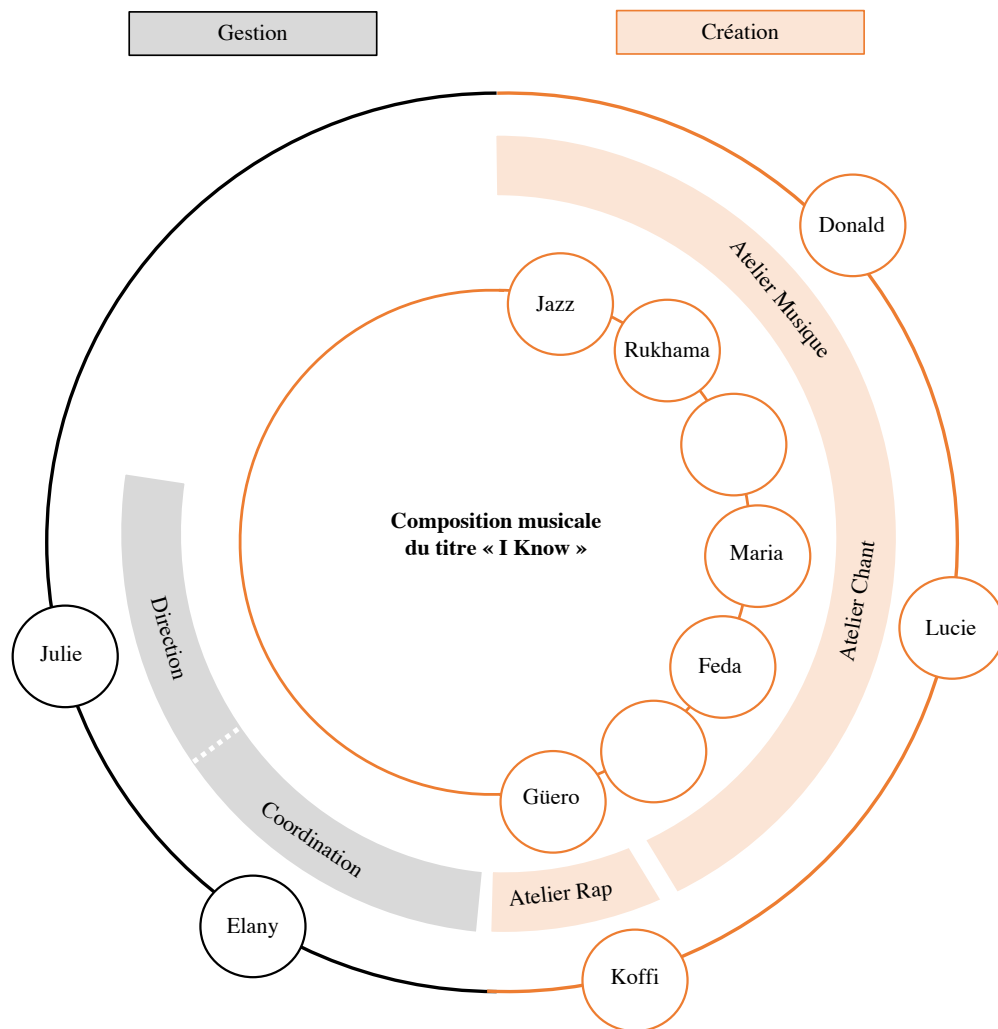 Gestion
Création
Donald
Atelier Musique
Jazz
Rukhama
Composition musicale
du titre « I Know »
Maria
Atelier Chant
Lucie
Direction
Julie
Feda
Güero
Coordination
Atelier Rap
Elany
Koffi